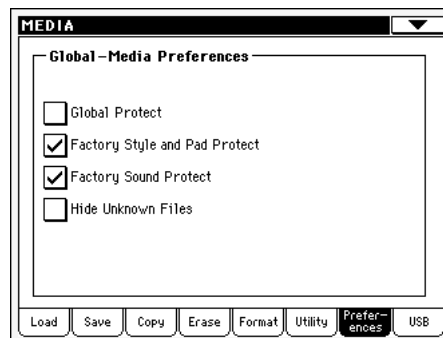 MEDIA
Global-Media Preferences
Global Protect
Factory Style and Pad Protect
Factory Sound Protect
Hide Unknown Files
Load Save Copy Erase Format Utility Prefer-
ences USB